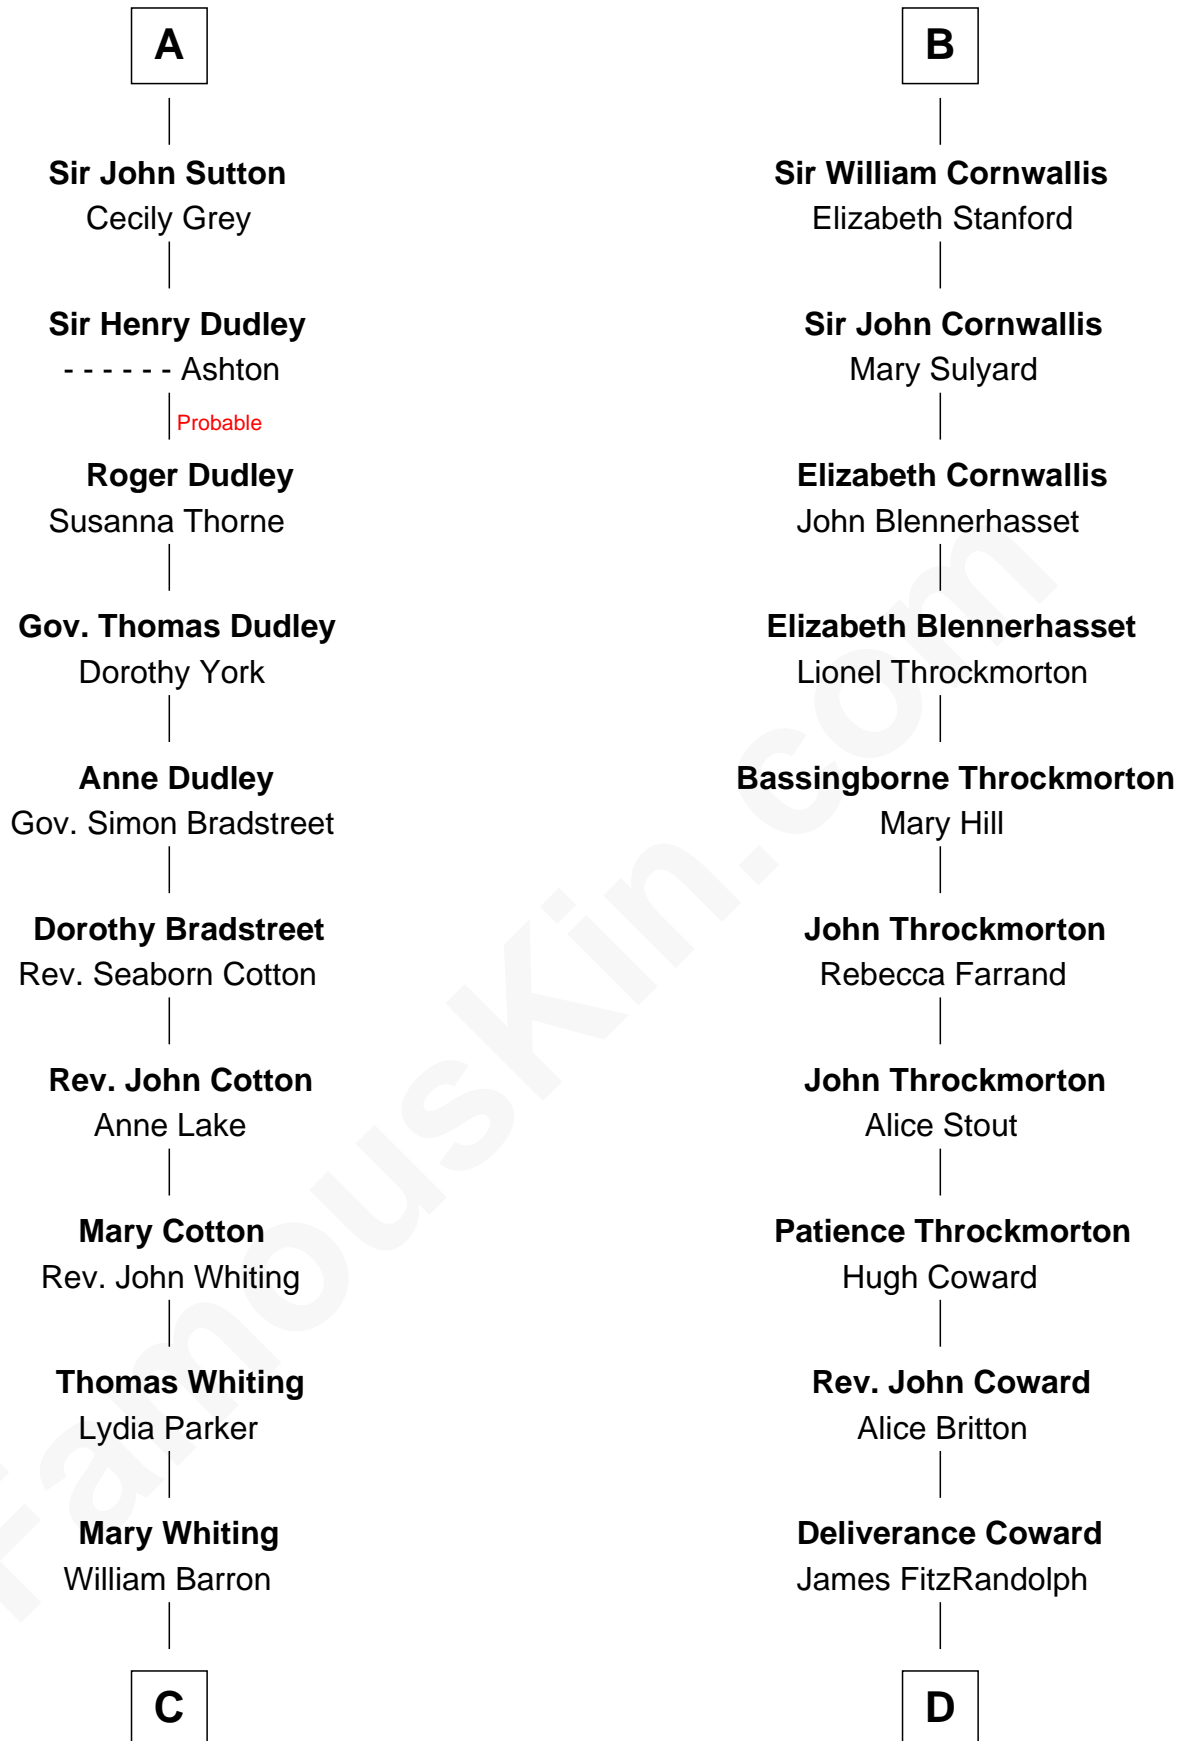 A
Sir John Sutton
Cecily Grey
Sir Henry Dudley
- - - - - - Ashton
Probable
Roger Dudley
Susanna Thorne
Gov. Thomas Dudley
Dorothy York
Anne Dudley
Gov. Simon Bradstreet
Dorothy Bradstreet
Rev. Seaborn Cotton
Rev. John Cotton
Anne Lake
Mary Cotton
Rev. John Whiting
Thomas Whiting
Lydia Parker
Mary Whiting
William Barron
C
B
Sir William Cornwallis
Elizabeth Stanford
Sir John Cornwallis
Mary Sulyard
Elizabeth Cornwallis
John Blennerhasset
Elizabeth Blennerhasset
Lionel Throckmorton
Bassingborne Throckmorton
Mary Hill
John Throckmorton
Rebecca Farrand
John Throckmorton
Alice Stout
Patience Throckmorton
Hugh Coward
Rev. John Coward
Alice Britton
Deliverance Coward
James FitzRandolph
D
FamousKin.com